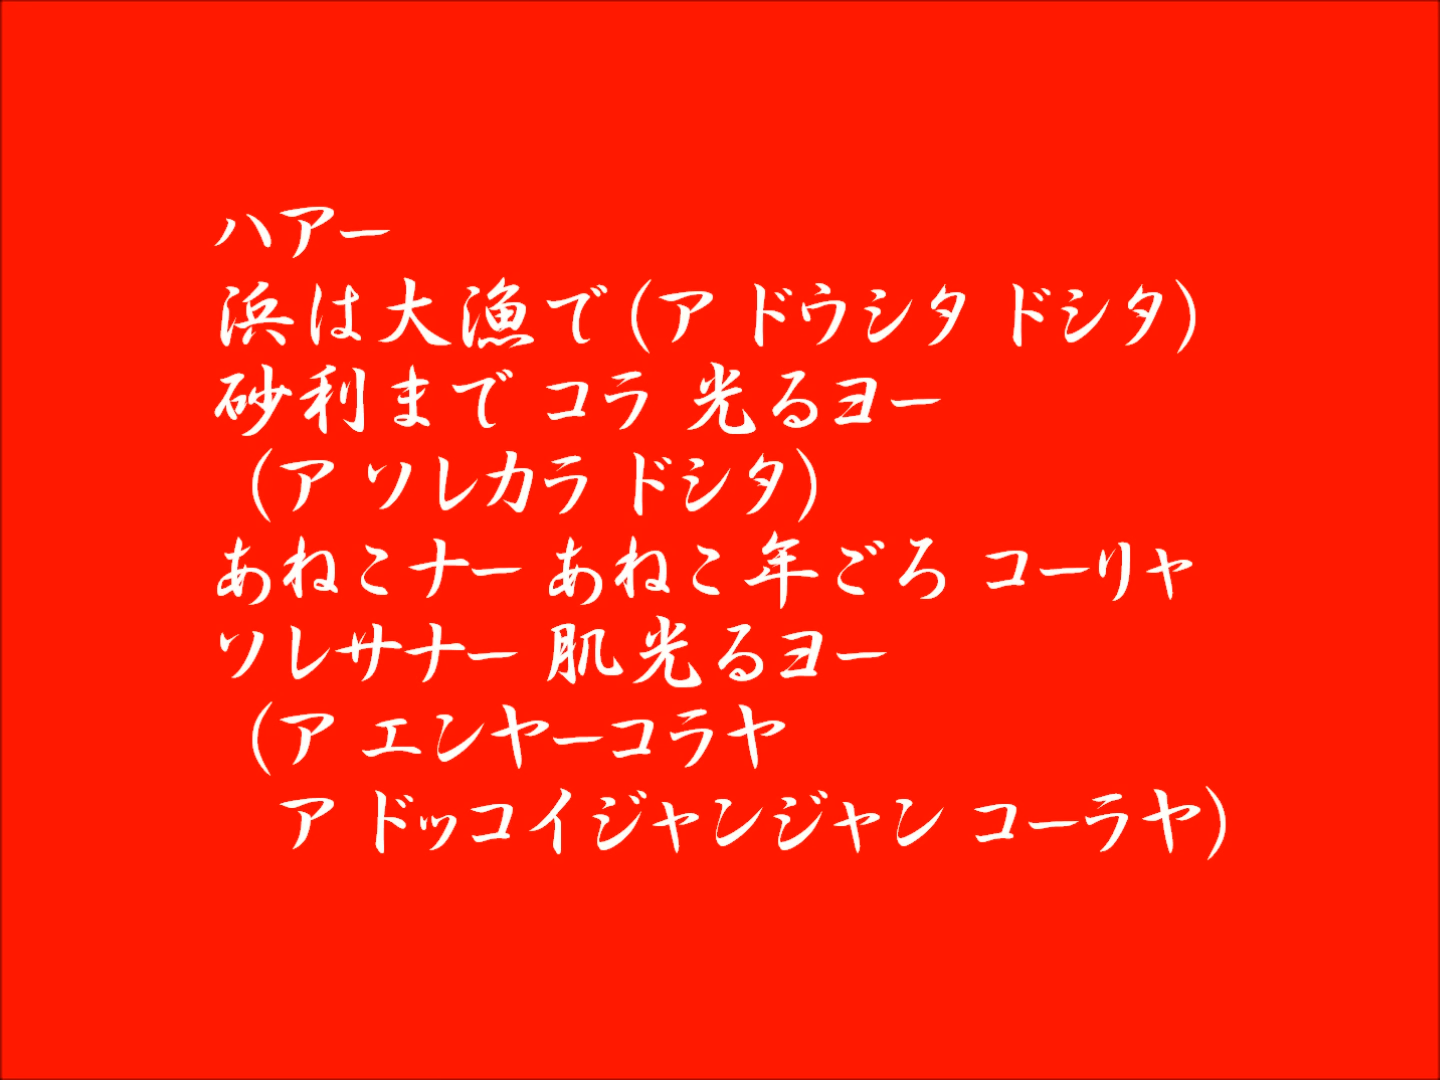 ハアー
浜は大漁で(ア ドウシタ ドシタ)
砂利まで コラ 光るヨー
(ア ソレカラ ドシタ)
あねこナー あねこ年ごろ コーリャ
ソレサナー 肌光るヨー
(ア エンヤーコラヤ
ア ドッコイジャンジャン コーラヤ)